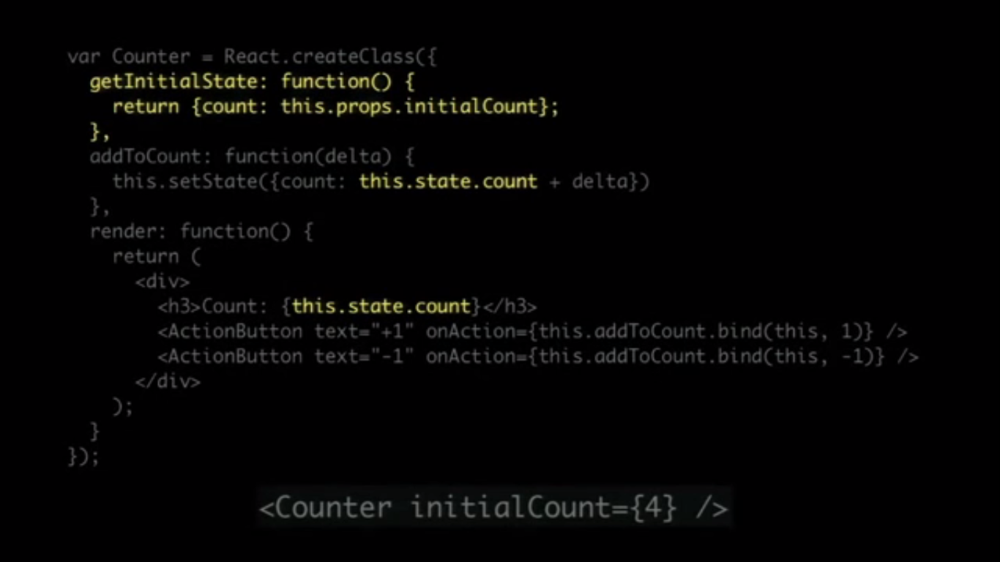 var Counter = React.createClass({
  getInitialState: function() {
    return {count: this.props.initialCount};
  },
  addToCount: function(delta) {
    this.setState({count: this.state.count + delta})
  },
  render: function() {
    return (
      <div>
        <h3>Count: {this.state.count}</h3>
        <ActionButton text="+1" onAction={this.addToCount.bind(this, 1)} />
        <ActionButton text="-1" onAction={this.addToCount.bind(this, -1)} />
      </div>
    );
  }
});
<Counter initialCount={4} />